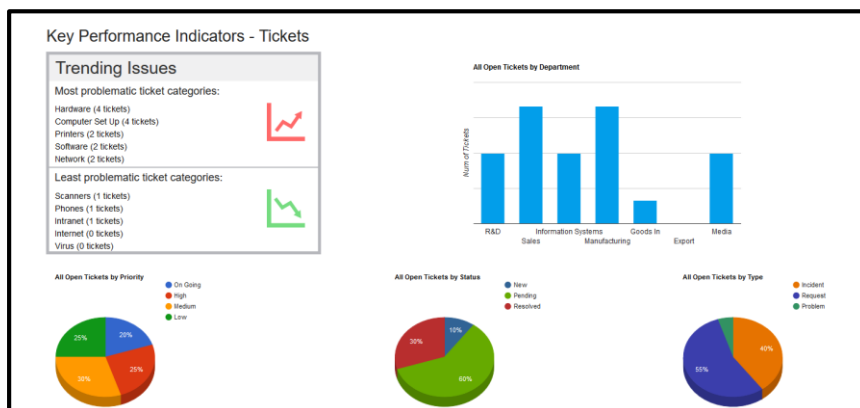 Key Performance Indicators - Tickets
Trending Issues
Most problematic ticket categories:
Hardware (4 tickets)
Computer Set Up (4 tickets)
Printers (2 tickets)
Software (2 tickets)
Network (2 tickets)
Least problematic ticket categories:
Scanners (1 tickets)
Phones (1 tickets)
Intranet (1 tickets)
Internet (0 tickets)
Virus (0 tickets)
All Open Tickets by Department
Num of Tickets
R&D
Sales
Information Systems
Manufacturing
Goods In
Export
Media
All Open Tickets by Priority
On Going
High
Medium
Low
20%
25%
30%
25%
All Open Tickets by Status
New
Pending
Resolved
10%
60%
30%
All Open Tickets by Type
Incident
Request
Problem
40%
55%